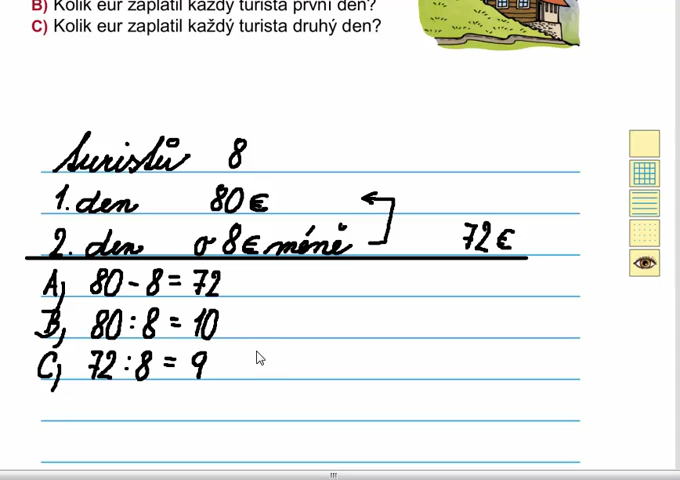 B) Kolik eur zaplatil každý turista první den?
C) Kolik eur zaplatil každý turista druhý den?
turistů 8
1. den 80€
2. den o 8€ méně 72€
A) 80 - 8 = 72
B) 80 : 8 = 10
C) 72 : 8 = 9